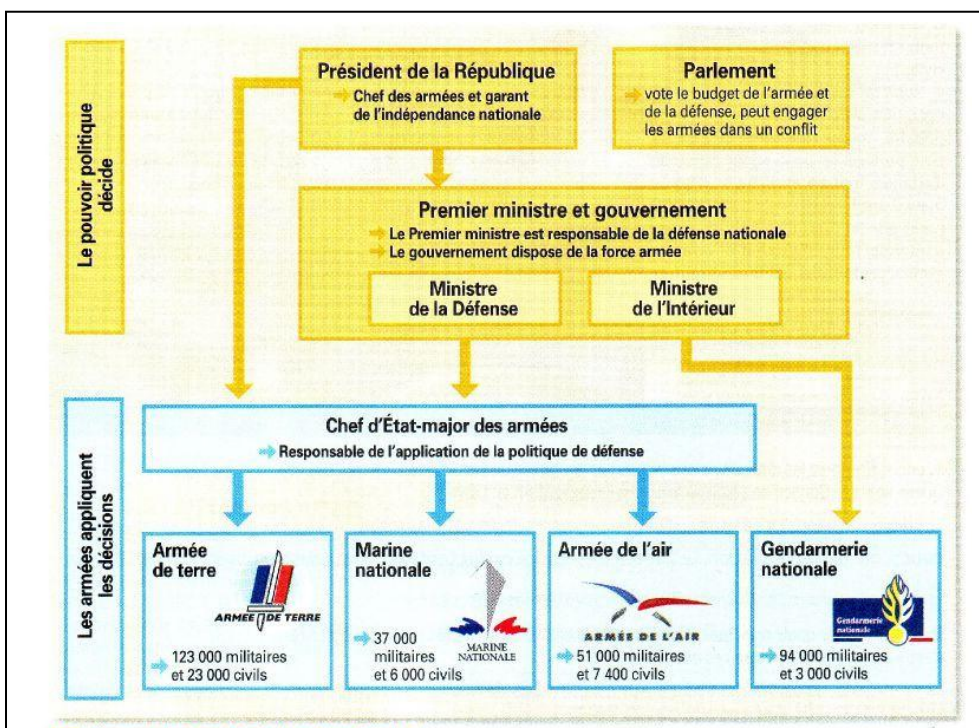 Le pouvoir politique
décide
Président de la République
Chef des armées et garant
de l'indépendance nationale
Parlement
vote le budget de l'armée et
de la défense, peut engager
les armées dans un conflit
Premier ministre et gouvernement
Le Premier ministre est responsable de la défense nationale
Le gouvernement dispose de la force armée
Ministre
de la Défense
Ministre
de l'Intérieur
Les armées appliquent
les décisions
Chef d'État-major des armées
Responsable de l'application de la politique de défense
Armée
de terre
ARMÉE DE TERRE
123 000 militaires
et 23 000 civils
Marine
nationale
MARINE
NATIONALE
37 000
militaires
et 6 000 civils
Armée de l'air
ARMÉE DE L'AIR
51 000 militaires
et 7 400 civils
Gendarmerie
nationale
Gendarmerie
nationale
94 000 militaires
et 3 000 civils